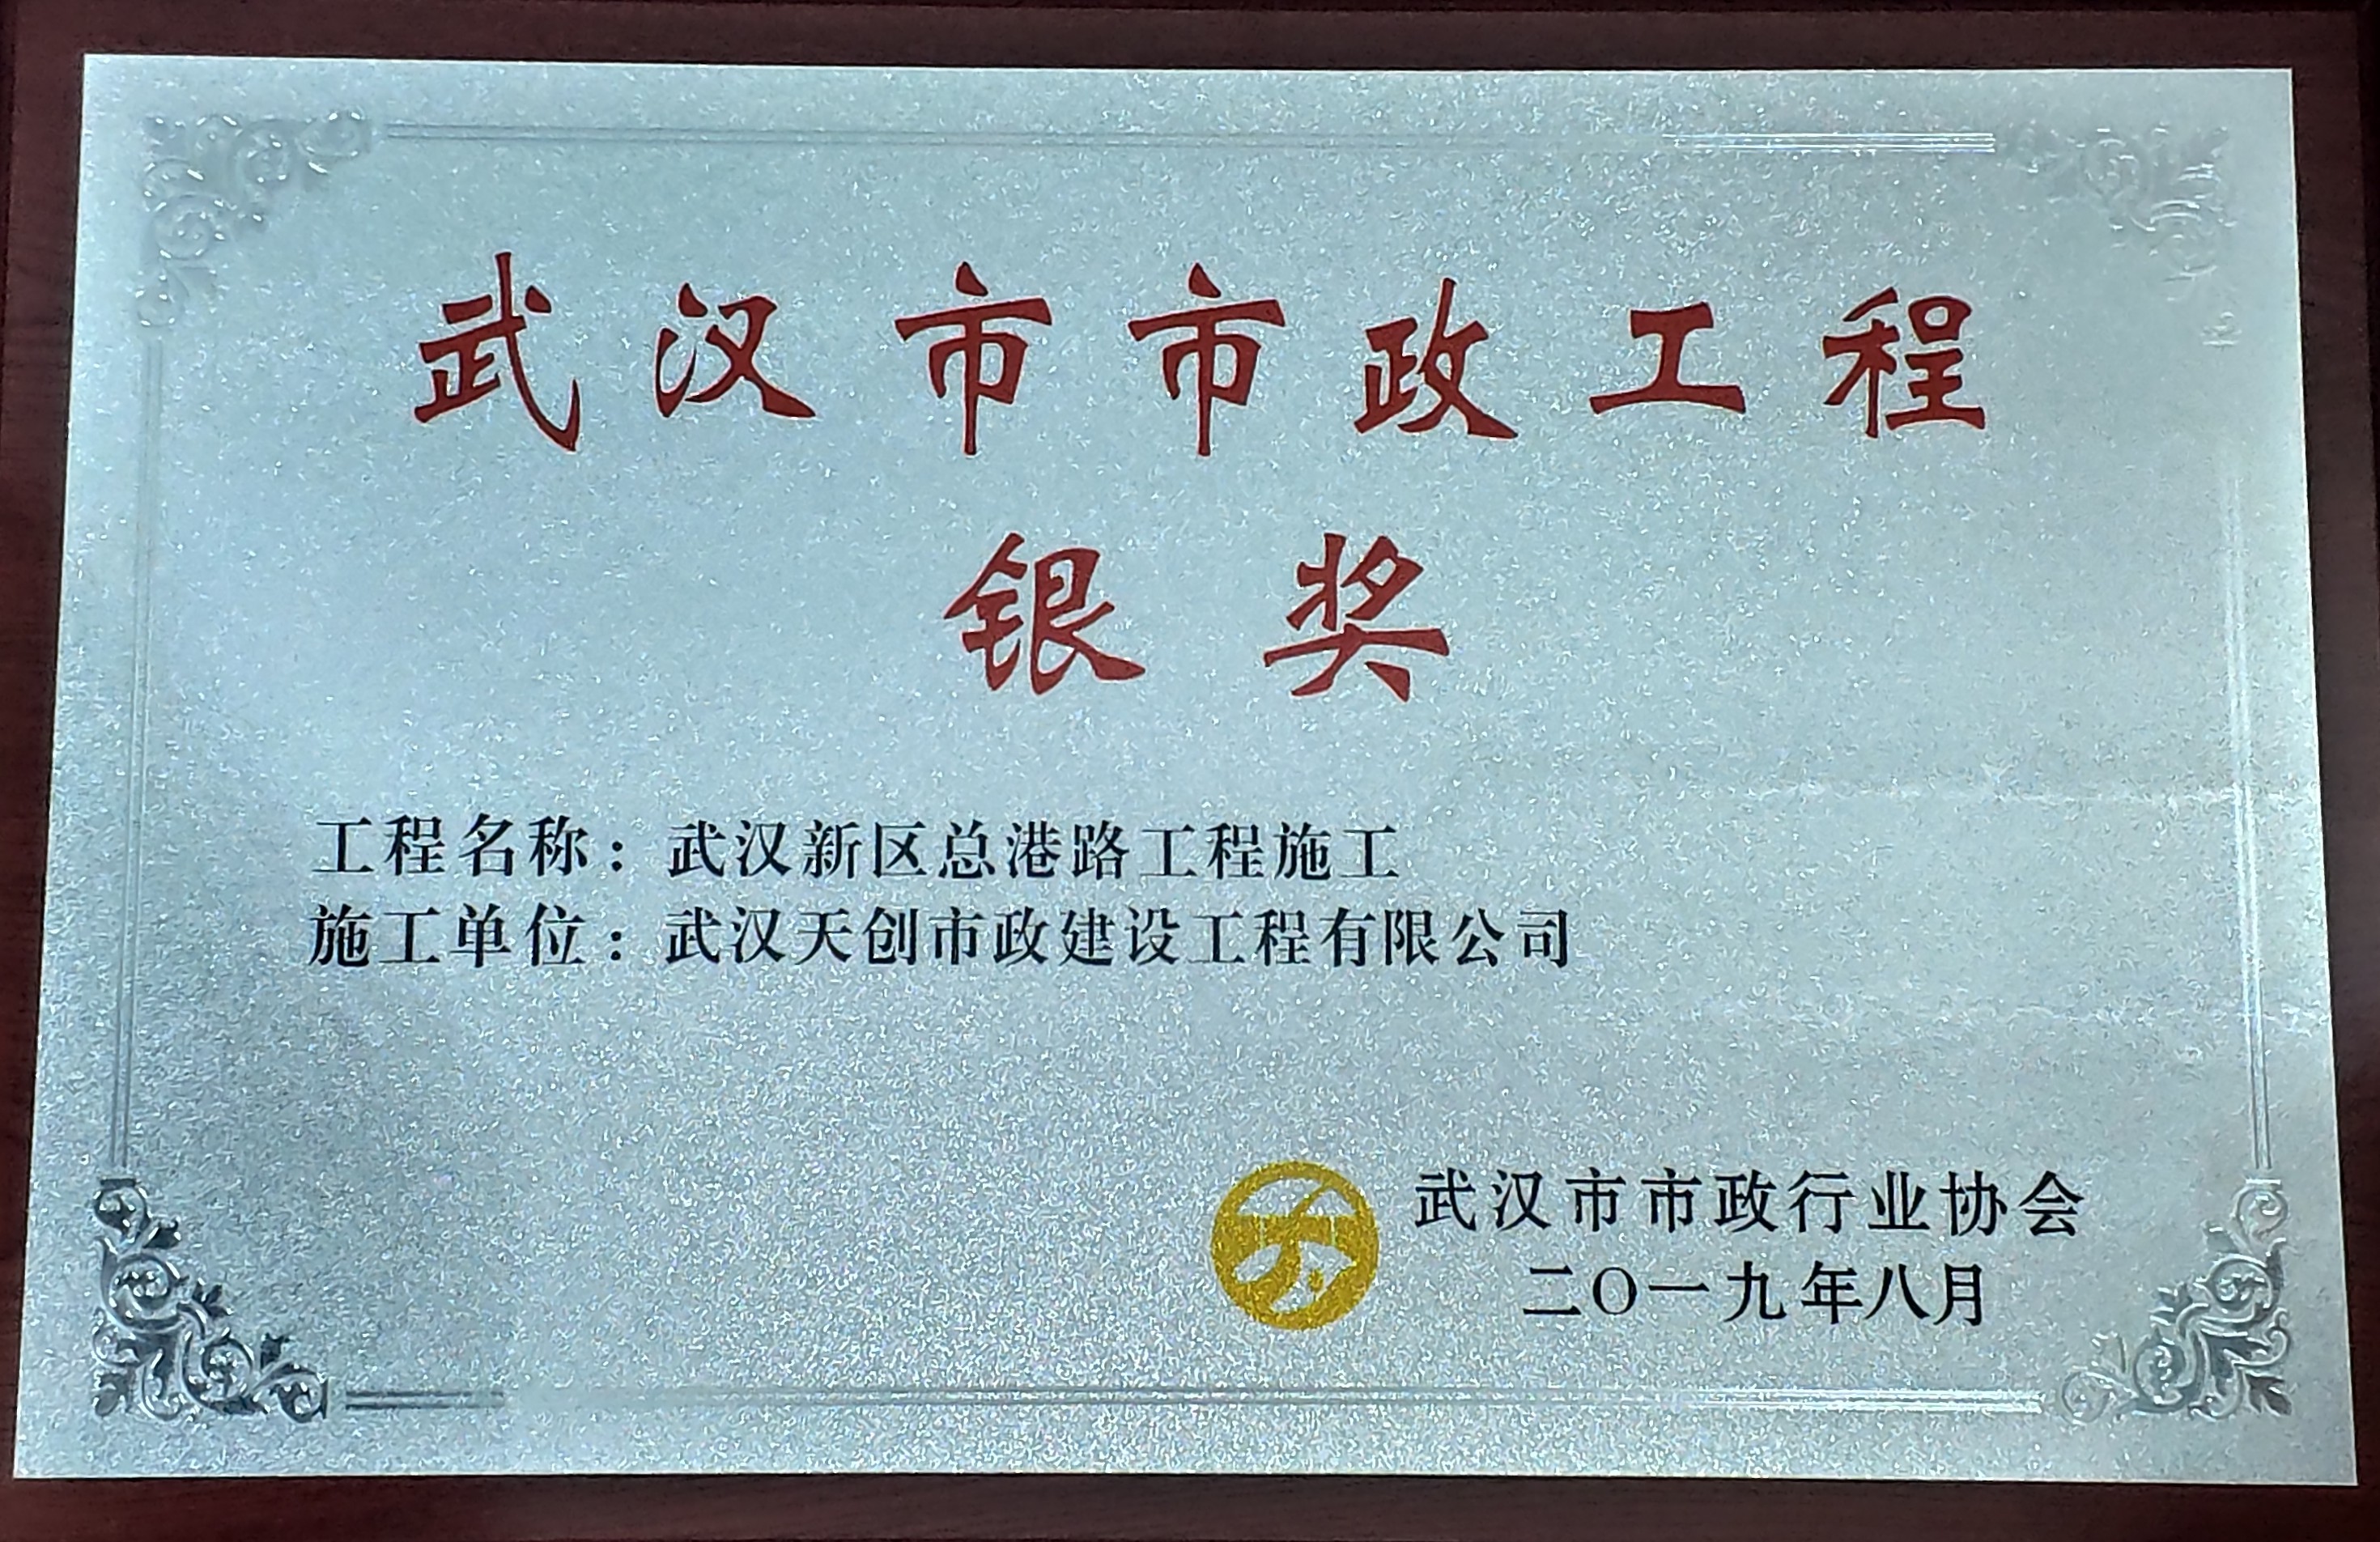 武汉市市政工程
银奖
工程名称：武汉新区总港路工程施工
施工单位：武汉天创市政建设工程有限公司
武汉市市政行业协会
二〇一九年八月